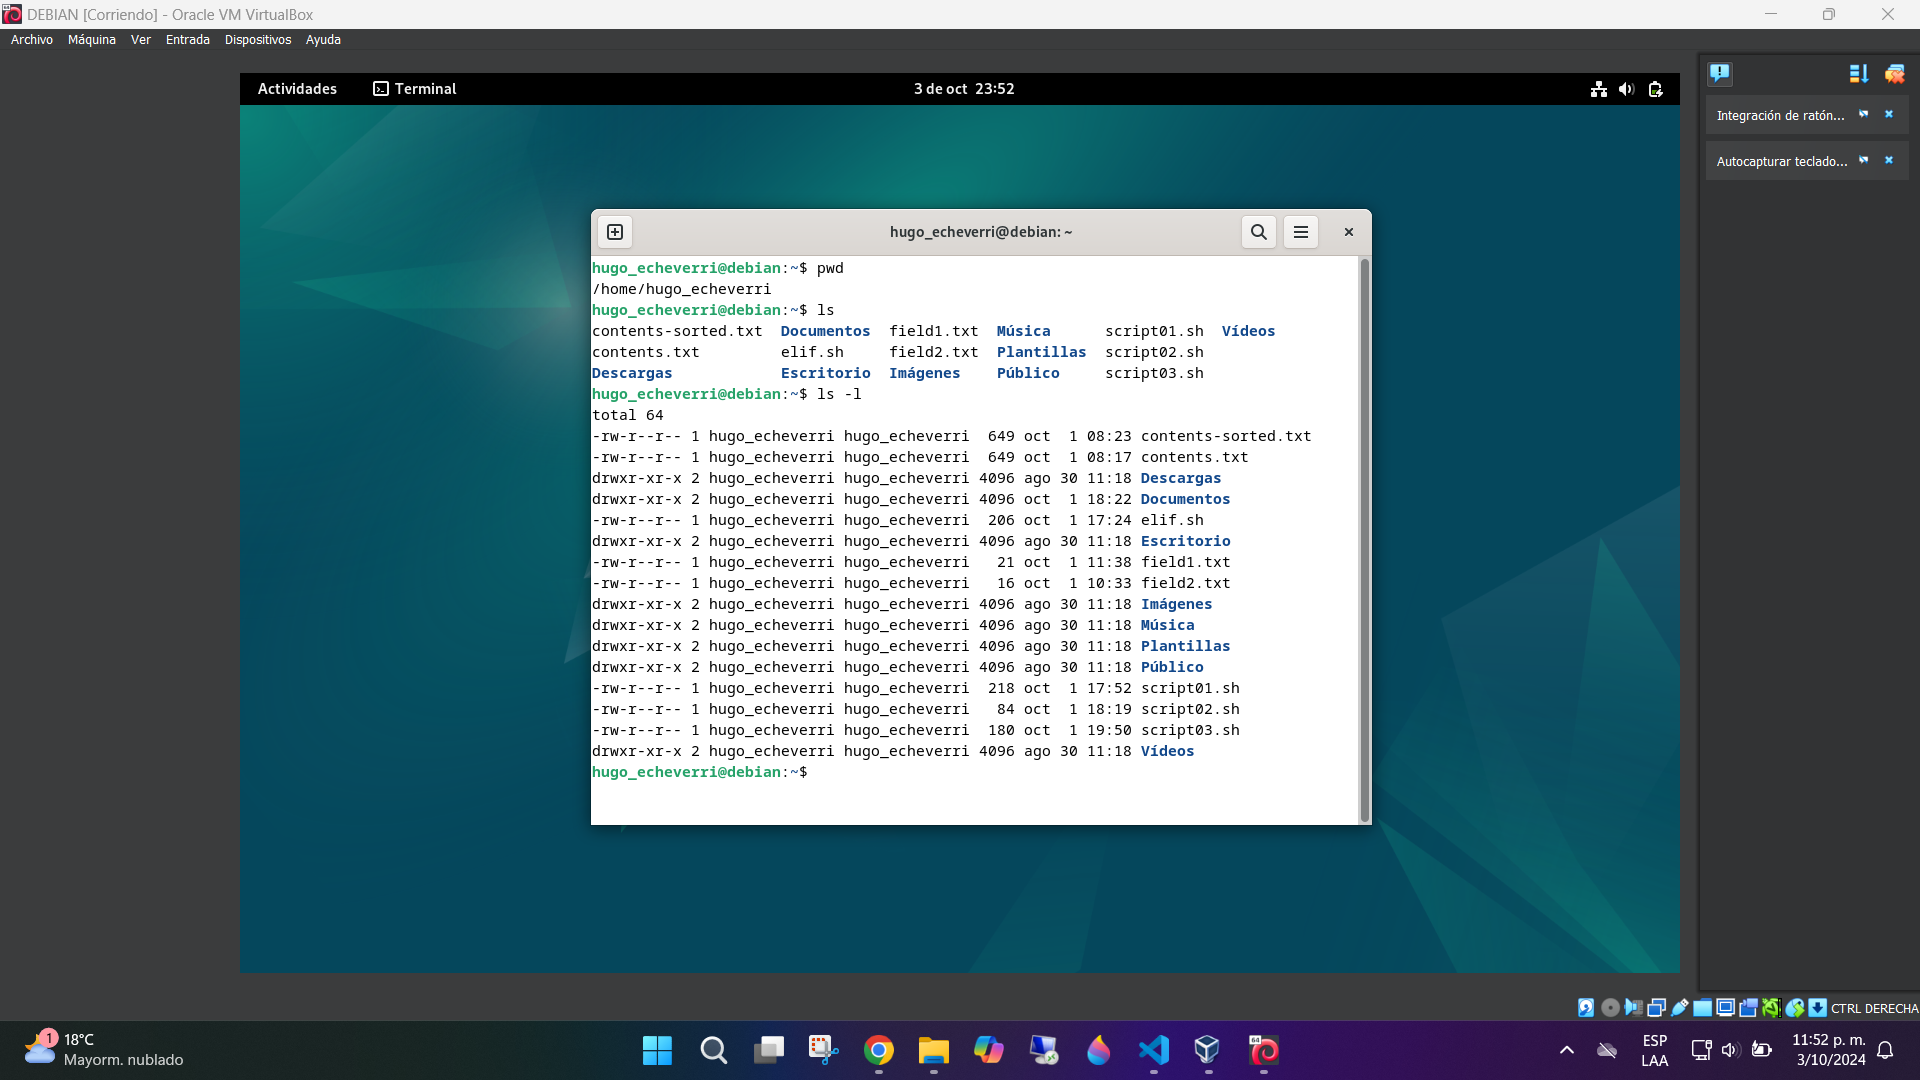 DEBIAN [Corriendo] - Oracle VM VirtualBox
Archivo Máquina Ver Entrada Dispositivos Ayuda
Actividades Terminal 3 de oct 23:52
Integración de ratón...
Autocapturar teclado...
hugo_echeverri@debian: ~
hugo_echeverri@debian:~$ pwd
/home/hugo_echeverri
hugo_echeverri@debian:~$ ls
contents-sorted.txt Documentos field1.txt Música script01.sh Vídeos
contents.txt elif.sh field2.txt Plantillas script02.sh
Descargas Escritorio Imágenes Público script03.sh
hugo_echeverri@debian:~$ ls -l
total 64
-rw-r--r-- 1 hugo_echeverri hugo_echeverri 649 oct 1 08:23 contents-sorted.txt
-rw-r--r-- 1 hugo_echeverri hugo_echeverri 649 oct 1 08:17 contents.txt
drwxr-xr-x 2 hugo_echeverri hugo_echeverri 4096 ago 30 11:18 Descargas
drwxr-xr-x 2 hugo_echeverri hugo_echeverri 4096 oct 1 18:22 Documentos
-rw-r--r-- 1 hugo_echeverri hugo_echeverri 206 oct 1 17:24 elif.sh
drwxr-xr-x 2 hugo_echeverri hugo_echeverri 4096 ago 30 11:18 Escritorio
-rw-r--r-- 1 hugo_echeverri hugo_echeverri 21 oct 1 11:38 field1.txt
-rw-r--r-- 1 hugo_echeverri hugo_echeverri 16 oct 1 10:33 field2.txt
drwxr-xr-x 2 hugo_echeverri hugo_echeverri 4096 ago 30 11:18 Imágenes
drwxr-xr-x 2 hugo_echeverri hugo_echeverri 4096 ago 30 11:18 Música
drwxr-xr-x 2 hugo_echeverri hugo_echeverri 4096 ago 30 11:18 Plantillas
drwxr-xr-x 2 hugo_echeverri hugo_echeverri 4096 ago 30 11:18 Público
-rw-r--r-- 1 hugo_echeverri hugo_echeverri 218 oct 1 17:52 script01.sh
-rw-r--r-- 1 hugo_echeverri hugo_echeverri 84 oct 1 18:19 script02.sh
-rw-r--r-- 1 hugo_echeverri hugo_echeverri 180 oct 1 19:50 script03.sh
drwxr-xr-x 2 hugo_echeverri hugo_echeverri 4096 ago 30 11:18 Vídeos
hugo_echeverri@debian:~$
CTRL DERECHA
1 18°C
Mayorm. nublado
64
ESP
LAA
11:52 p. m.
3/10/2024